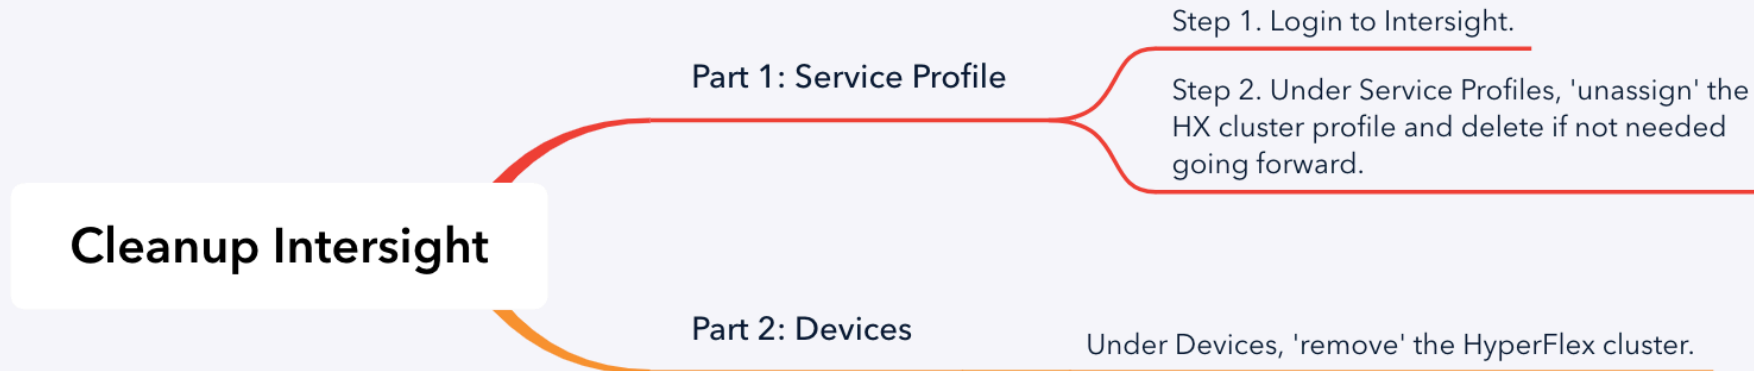 Cleanup Intersight
Part 1: Service Profile
Step 1. Login to Intersight.
Step 2. Under Service Profiles, 'unassign' the
HX cluster profile and delete if not needed
going forward.
Part 2: Devices
Under Devices, 'remove' the HyperFlex cluster.